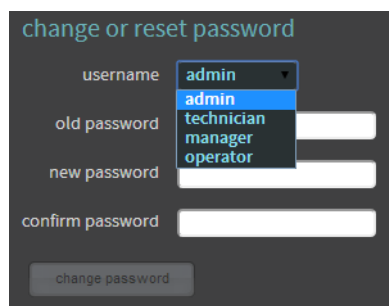 change or reset password
username admin
admin
technician
old password
manager
operator
new password
confirm password
change password